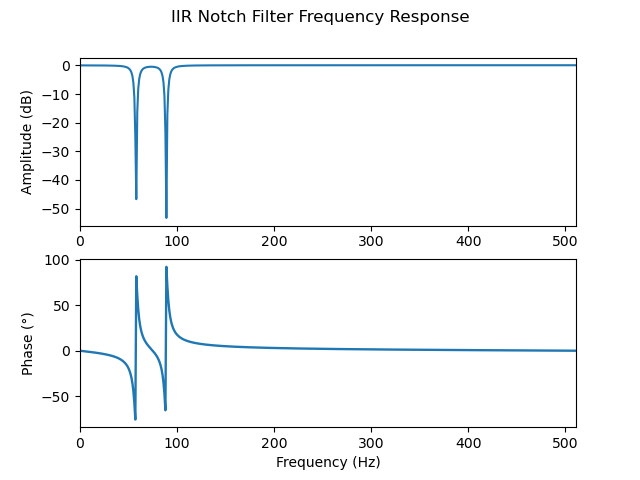 IIR Notch Filter Frequency Response
Amplitude (dB)
0
−10
−20
−30
−40
−50
0 100 200 300 400 500
Phase (°)
100
50
0
−50
0 100 200 300 400 500
Frequency (Hz)